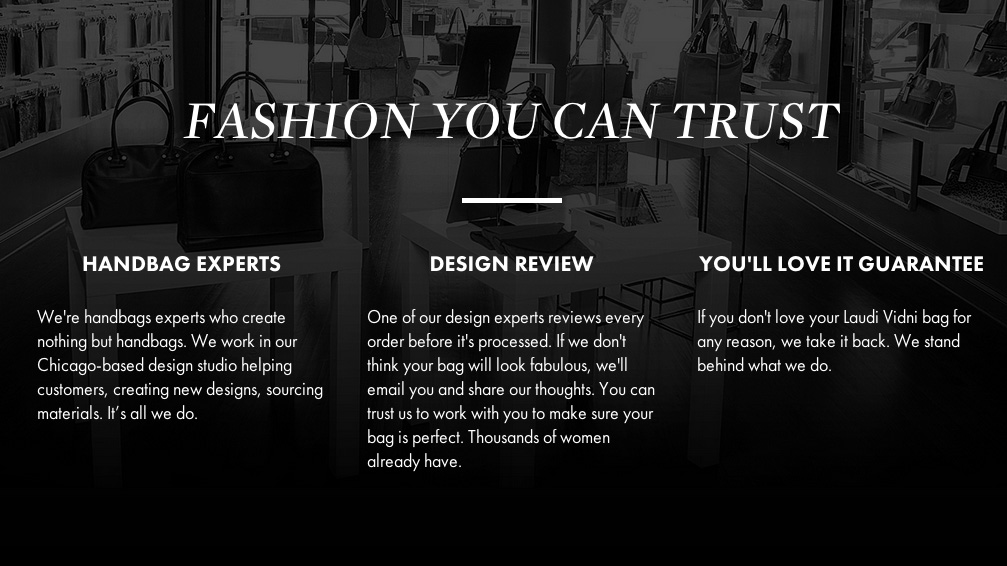 FASHION YOU CAN TRUST
HANDBAG EXPERTS
We're handbags experts who create
nothing but handbags. We work in our
Chicago-based design studio helping
customers, creating new designs, sourcing
materials. It’s all we do.
DESIGN REVIEW
One of our design experts reviews every
order before it's processed. If we don't
think your bag will look fabulous, we'll
email you and share our thoughts. You can
trust us to work with you to make sure your
bag is perfect. Thousands of women
already have.
YOU'LL LOVE IT GUARANTEE
If you don't love your Laudi Vidni bag for
any reason, we take it back. We stand
behind what we do.